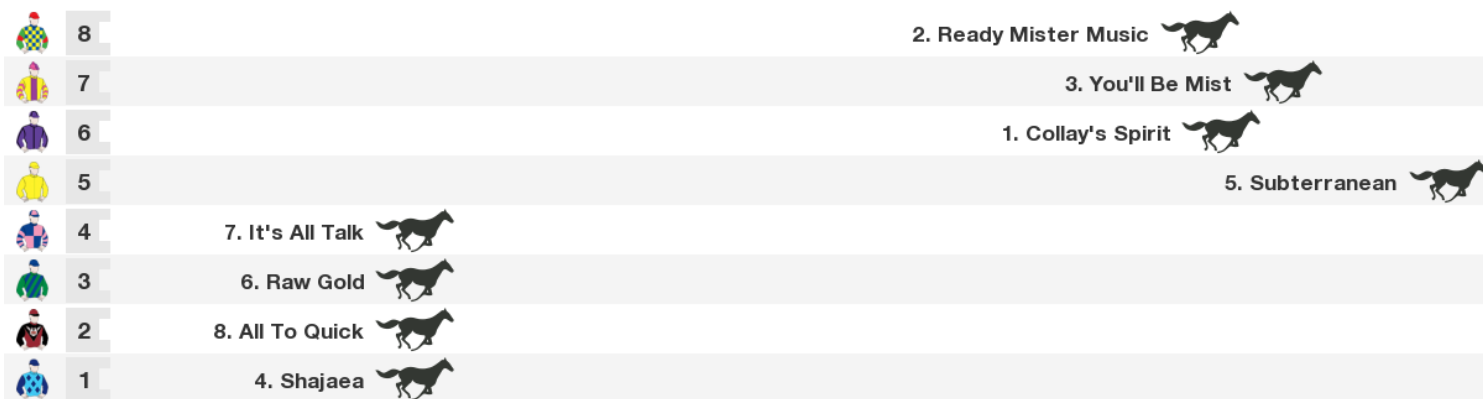 8 2. Ready Mister Music
7 3. You'll Be Mist
6 1. Collay's Spirit
5 5. Subterranean
4 7. It's All Talk
3 6. Raw Gold
2 8. All To Quick
1 4. Shajaea